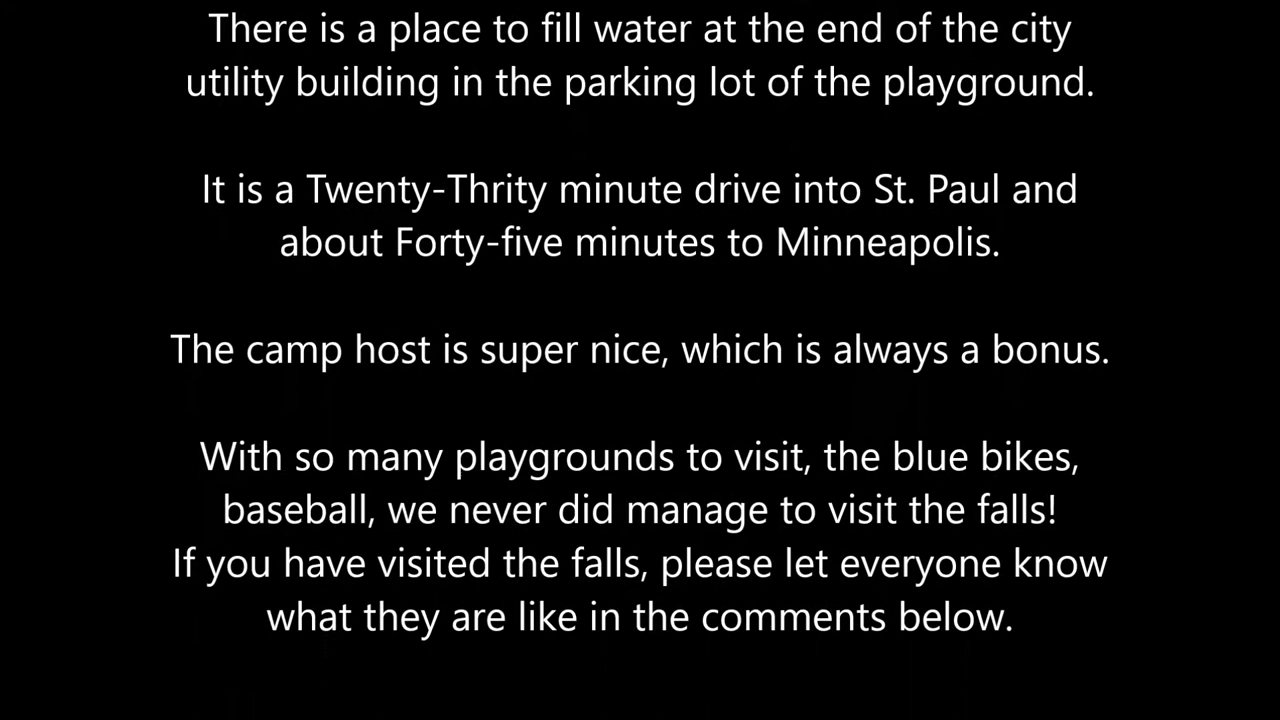 There is a place to fill water at the end of the city
utility building in the parking lot of the playground.
It is a Twenty-Thrity minute drive into St. Paul and
about Forty-five minutes to Minneapolis.
The camp host is super nice, which is always a bonus.
With so many playgrounds to visit, the blue bikes,
baseball, we never did manage to visit the falls!
If you have visited the falls, please let everyone know
what they are like in the comments below.